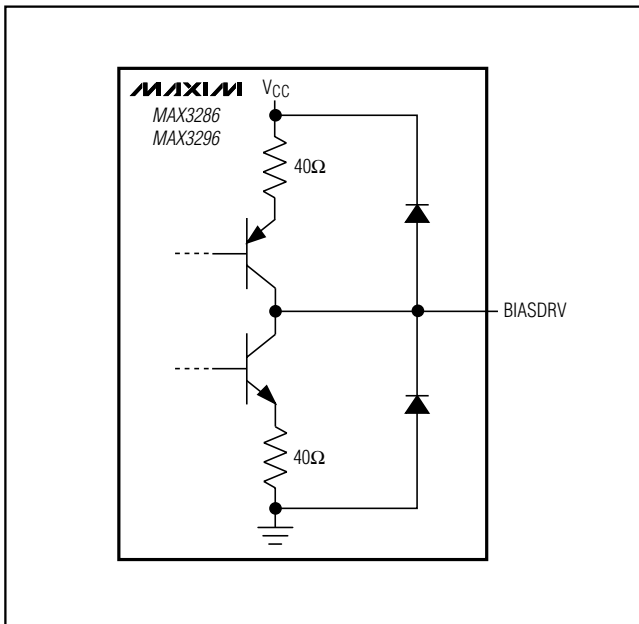 MAXIM
VCC
MAX3286
MAX3296
40Ω
BIASDRV
40Ω